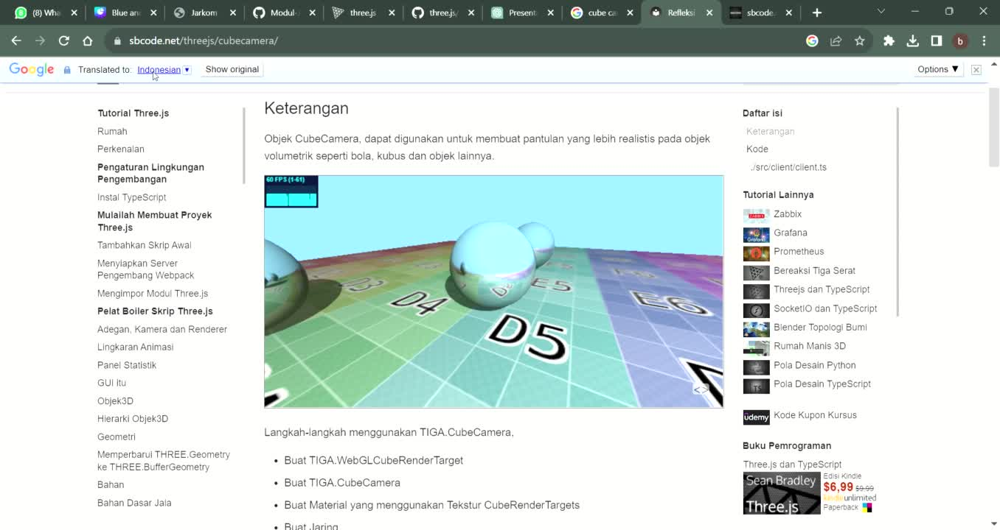 (8) Wha
Blue an
Jarkom
Modul-
three.js
three.js/
Present
cube ca
Refleksi
sbcode.
sbcode.net/threejs/cubecamera/
b
Google
Translated to: Indonesian
Show original
Options
Tutorial Three.js
Rumah
Perkenalan
Pengaturan Lingkungan
Pengembangan
Instal TypeScript
Mulailah Membuat Proyek
Three.js
Tambahkan Skrip Awal
Menyiapkan Server
Pengembang Webpack
Mengimpor Modul Three.js
Pelat Boiler Skrip Three.js
Adegan, Kamera dan Renderer
Lingkaran Animasi
Panel Statistik
GUI itu
Objek3D
Hierarki Objek3D
Geometri
Memperbarui THREE.Geometry
ke THREE.BufferGeometry
Bahan
Bahan Dasar Jala
Keterangan
Objek CubeCamera, dapat digunakan untuk membuat pantulan yang lebih realistis pada objek
volumetrik seperti bola, kubus dan objek lainnya.
60 FPS (1-61)
D3
D4
D5
E5
E6
< >
Langkah-langkah menggunakan TIGA.CubeCamera,
• Buat TIGA.WebGLCubeRenderTarget
• Buat TIGA.CubeCamera
• Buat Material yang menggunakan Tekstur CubeRenderTargets
• Buat Jaring
Daftar isi
Keterangan
Kode
./src/client/client.ts
Tutorial Lainnya
ZABBIX
Zabbix
Grafana
Grafana
Prometheus
Bereaksi Tiga Serat
Threejs dan TypeScript
SocketIO dan TypeScript
Blender Topologi Bumi
Rumah Manis 3D
Pola Desain Python
TS
Pola Desain TypeScript
udemy
Kode Kupon Kursus
Buku Pemrograman
Three.js dan TypeScript
Sean Bradley
Three.js
Edisi Kindle
$6,99 $9.99
kindleunlimited
Paperback